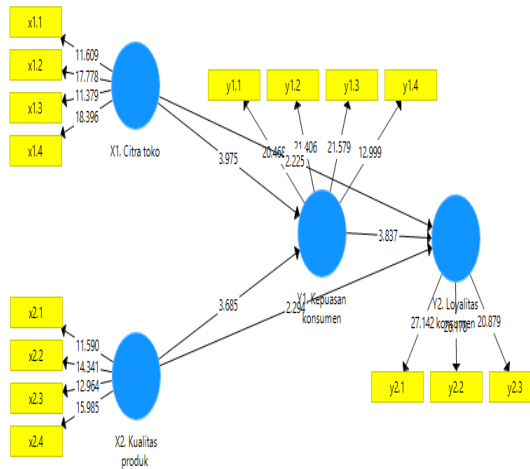 x1.1
x1.2
x1.3
x1.4
11.609
17.778
11.379
18.396
X1. Citra toko
y1.1
y1.2
y1.3
y1.4
21.579
12.999
3.975
2.225
3.837
3.685
2.294
Y1. Kepuasan
konsumen
Y2. Loyalitas
konsumen
27.142
20.879
y2.1
y2.2
y2.3
x2.1
x2.2
x2.3
x2.4
11.590
14.341
12.964
15.985
X2. Kualitas
produk